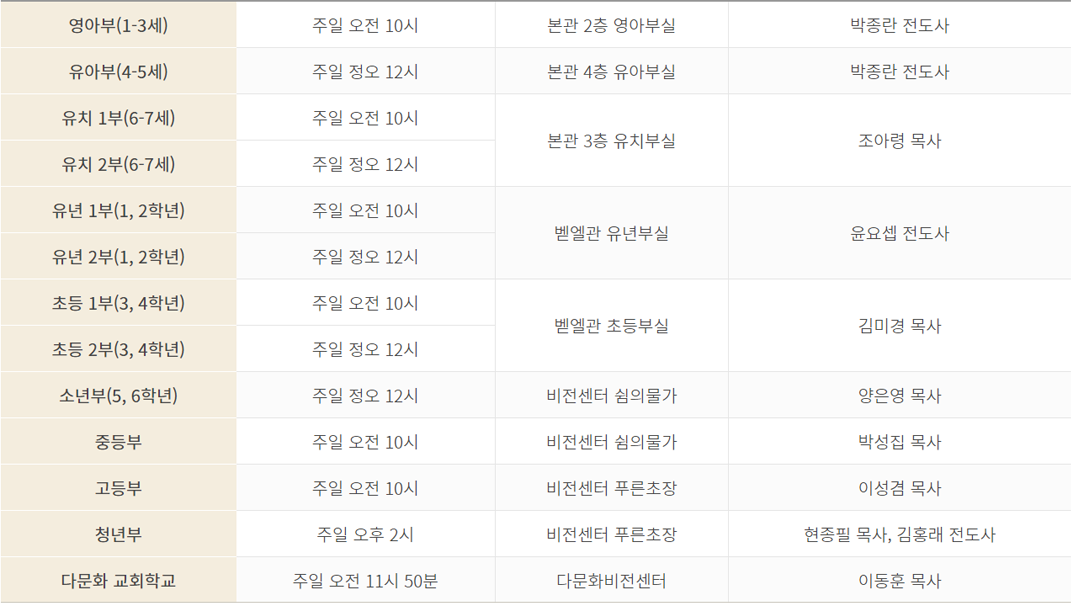 영아부(1-3세) 주일 오전 10시 본관 2층 영아부실 박종란 전도사
유아부(4-5세) 주일 정오 12시 본관 4층 유아부실 박종란 전도사
유치 1부(6-7세) 주일 오전 10시
본관 3층 유치부실 조아령 목사
유치 2부(6-7세) 주일 정오 12시
유년 1부(1, 2학년) 주일 오전 10시
벧엘관 유년부실 윤요셉 전도사
유년 2부(1, 2학년) 주일 정오 12시
초등 1부(3, 4학년) 주일 오전 10시
벧엘관 초등부실 김미경 목사
초등 2부(3, 4학년) 주일 정오 12시
소년부(5, 6학년) 주일 정오 12시 비전센터 쉼의물가 양은영 목사
중등부 주일 오전 10시 비전센터 쉼의물가 박성집 목사
고등부 주일 오전 10시 비전센터 푸른초장 이성겸 목사
청년부 주일 오후 2시 비전센터 푸른초장 현종필 목사, 김홍래 전도사
다문화 교회학교 주일 오전 11시 50분 다문화비전센터 이동훈 목사